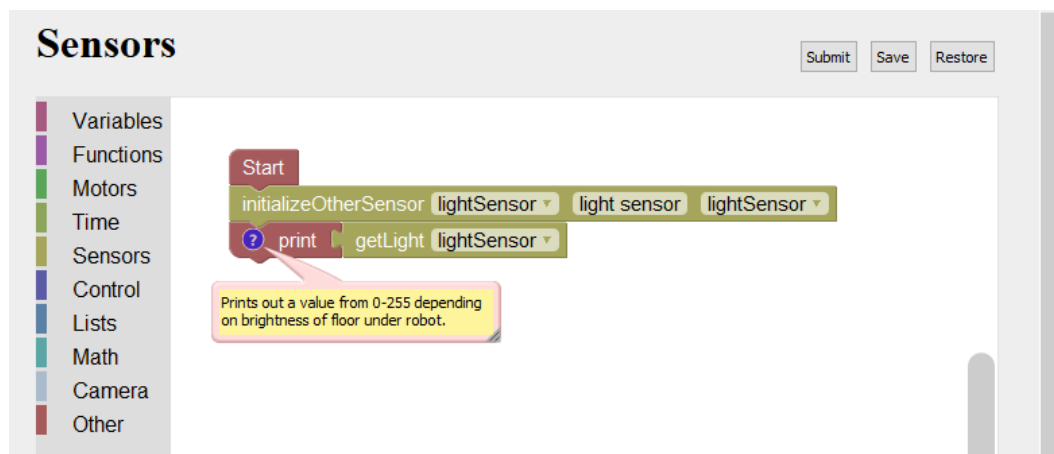 Sensors
Submit Save Restore
Variables
Functions
Motors
Time
Sensors
Control
Lists
Math
Camera
Other
Start
initializeOtherSensor lightSensor light sensor lightSensor
? print getLight lightSensor
Prints out a value from 0-255 depending
on brightness of floor under robot.